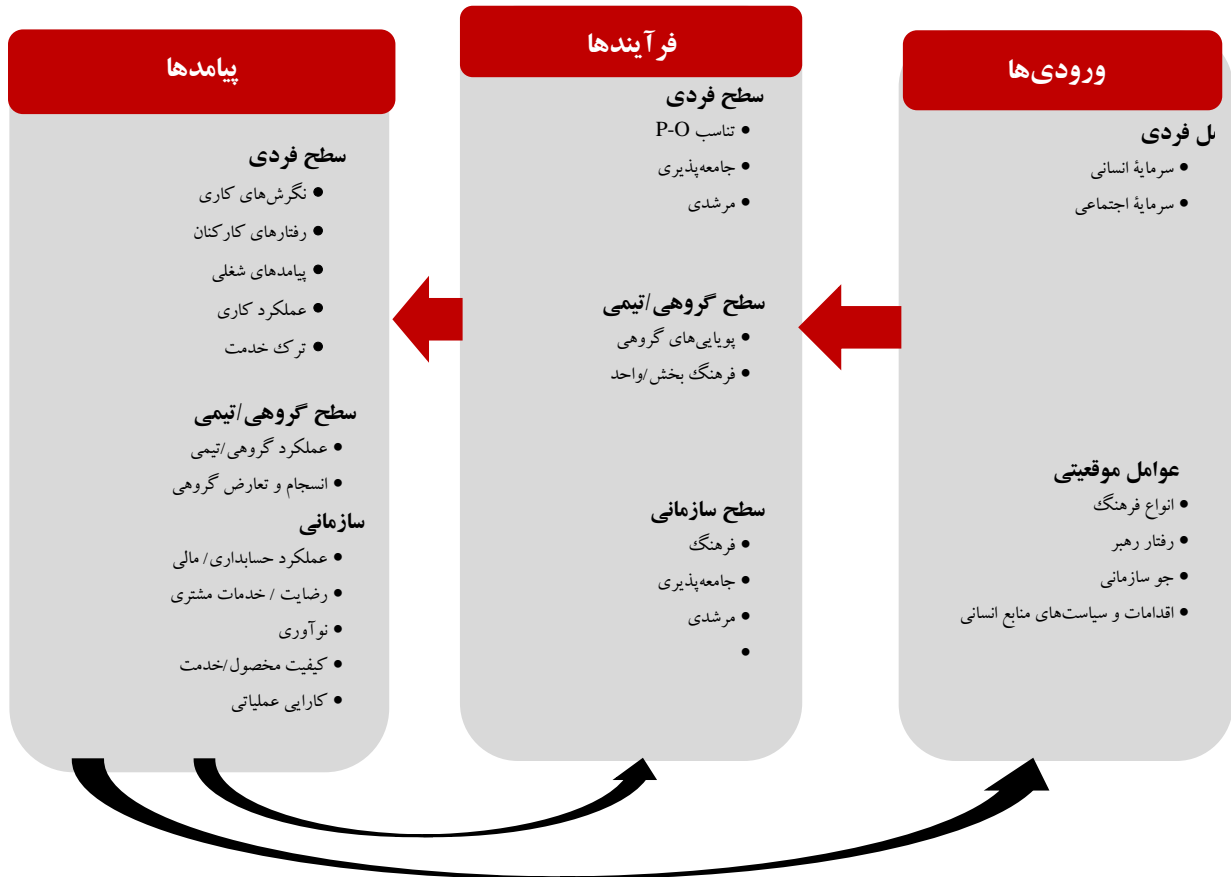 ورودی‌ها
ل فردی
• سرمایۀ انسانی
• سرمایۀ اجتماعی
عوامل موقعیتی
• انواع فرهنگ
• رفتار رهبر
• جو سازمانی
• اقدامات و سیاست‌های منابع انسانی
فرآیندها
سطح فردی
• تناسب P-O
• جامعه‌پذیری
• مرشدی
سطح گروهی/تیمی
• پویایی‌های گروهی
• فرهنگ بخش/واحد
سطح سازمانی
• فرهنگ
• جامعه‌پذیری
• مرشدی
•
پیامدها
سطح فردی
• نگرش‌های کاری
• رفتارهای کارکنان
• پیامدهای شغلی
• عملکرد کاری
• ترک خدمت
سطح گروهی/تیمی
• عملکرد گروهی/تیمی
• انسجام و تعارض گروهی
سازمانی
• عملکرد حسابداری/ مالی
• رضایت / خدمات مشتری
• نوآوری
• کیفیت محصول/خدمت
• کارایی عملیاتی